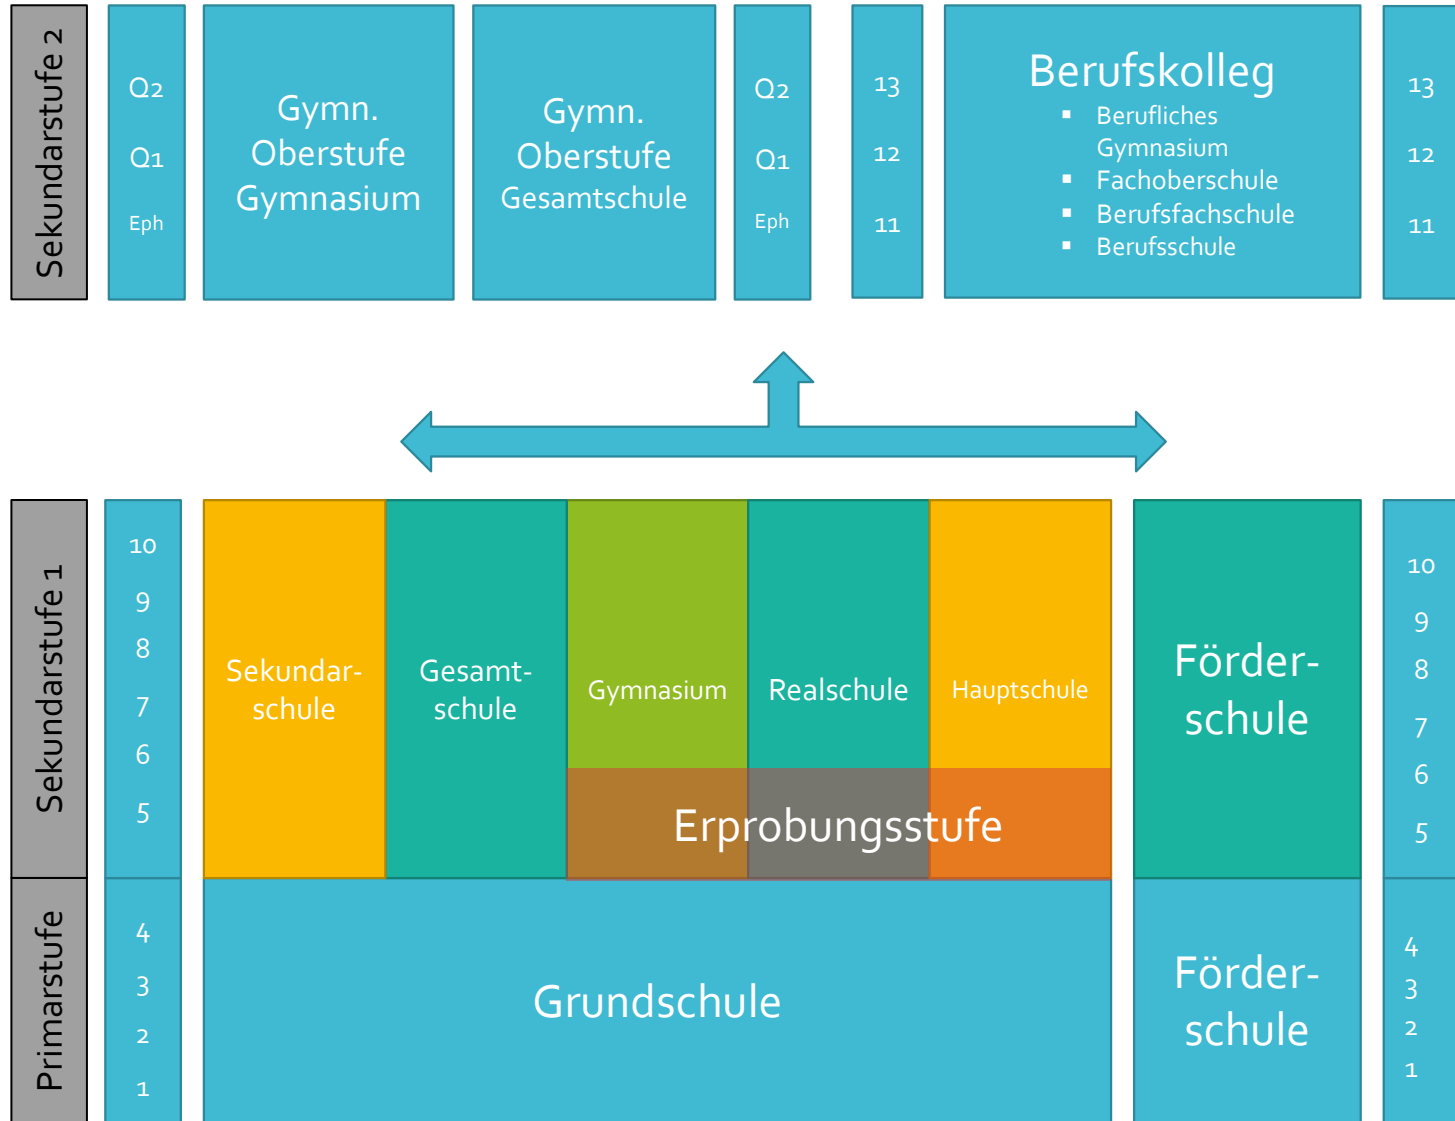 Sekundarstufe 2
Q2
Q1
Eph
Gymn.
Oberstufe
Gymnasium
Gymn.
Oberstufe
Gesamtschule
Q2
Q1
Eph
13
12
11
Berufskolleg
▪ Berufliches
Gymnasium
▪ Fachoberschule
▪ Berufsfachschule
▪ Berufsschule
13
12
11
Sekundarstufe 1
10
9
8
7
6
5
Sekundar-
schule
Gesamt-
schule
Gymnasium
Realschule
Hauptschule
Erprobungsstufe
Förder-
schule
10
9
8
7
6
5
Primarstufe
4
3
2
1
Grundschule
Förder-
schule
4
3
2
1